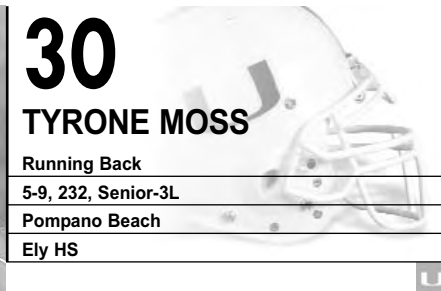 30
TYRONE MOSS
Running Back
5-9, 232, Senior-3L
Pompano Beach
Ely HS
U